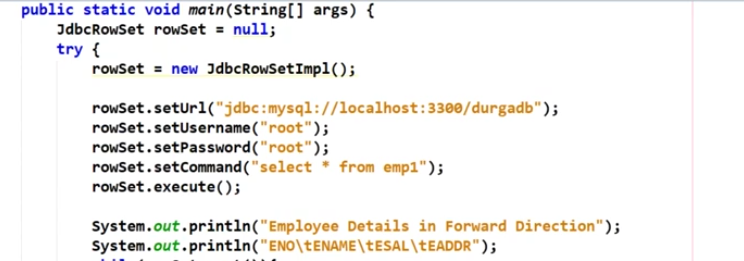 public static void main(String[] args) {
JdbcRowSet rowSet = null;
try {
rowSet = new JdbcRowSetImpl();
rowSet.setUrl("jdbc:mysql://localhost:3300/durgadb");
rowSet.setUsername("root");
rowSet.setPassword("root");
rowSet.setCommand("select * from emp1");
rowSet.execute();
System.out.println("Employee Details in Forward Direction");
System.out.println("ENO\tENAME\tESAL\tEADDR");